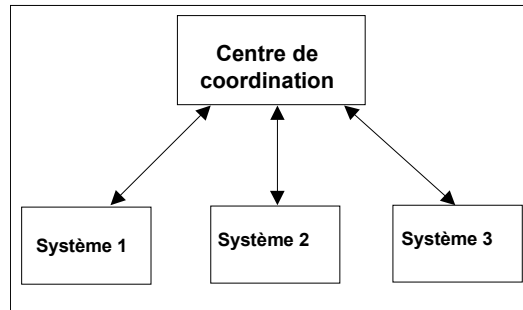 Centre de
coordination
Système 1
Système 2
Système 3